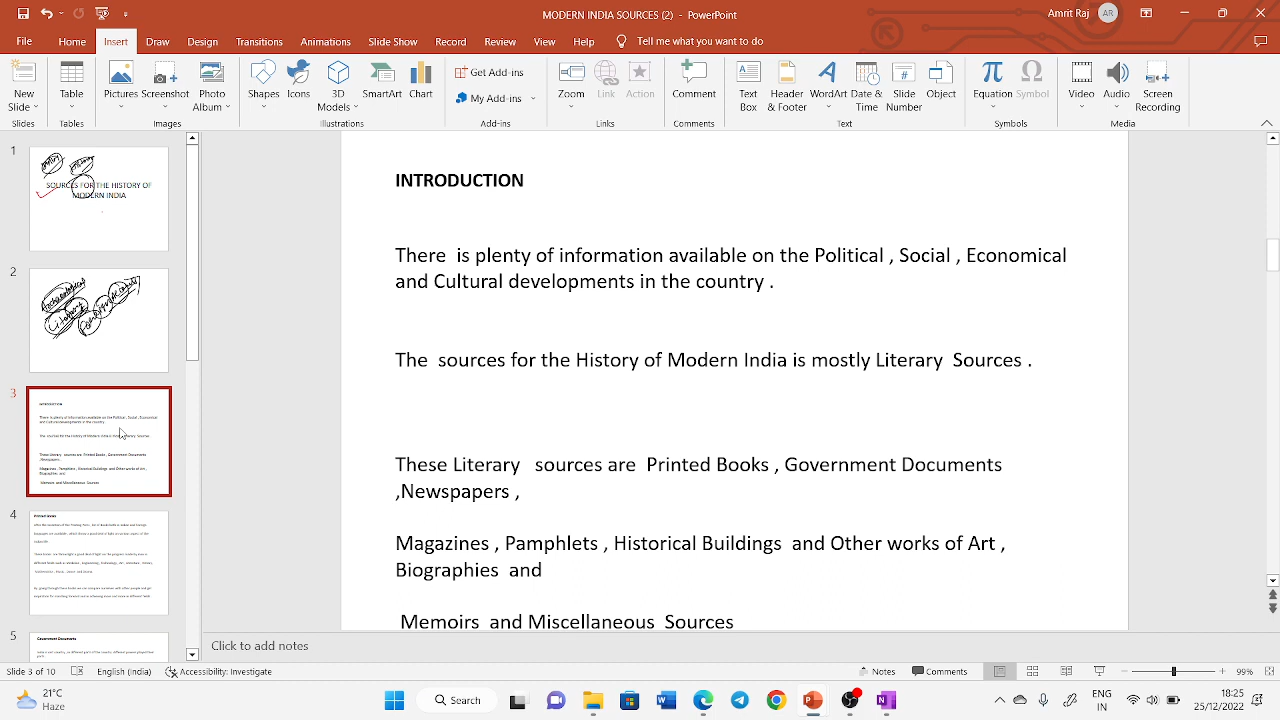 MODERN INDIA SOURCES (2) - PowerPoint
Amrit Raj
AR
File Home Insert Draw Design Transitions Animations Slide Show Record Review View Help Tell me what you want to do
New Slide
Table
Pictures
Screenshot
Photo Album
Shapes
Icons
3D Models
SmartArt
Chart
Get Add-ins
My Add-ins
Zoom
Link
Action
Comment
Text Box
Header & Footer
WordArt
Date & Time
Slide Number
Object
Equation
Symbol
Video
Audio
Screen Recording
Slides Tables Images Illustrations Add-ins Links Comments Text Symbols Media
1
SOURCES FOR THE HISTORY OF
MODERN INDIA
2
3
4
Printed Books
5
Government Documents
INTRODUCTION
There is plenty of information available on the Political , Social , Economical
and Cultural developments in the country .
The sources for the History of Modern India is mostly Literary Sources .
These Literary sources are Printed Books , Government Documents
,Newspapers ,
Magazines , Pamphlets , Historical Buildings and Other works of Art ,
Biographies and
Memoirs and Miscellaneous Sources
Click to add notes
Slide 3 of 10 English (India) Accessibility: Investigate Notes Comments 99%
21°C
Haze
Search
ENG
IN
18:25
25/12/2022